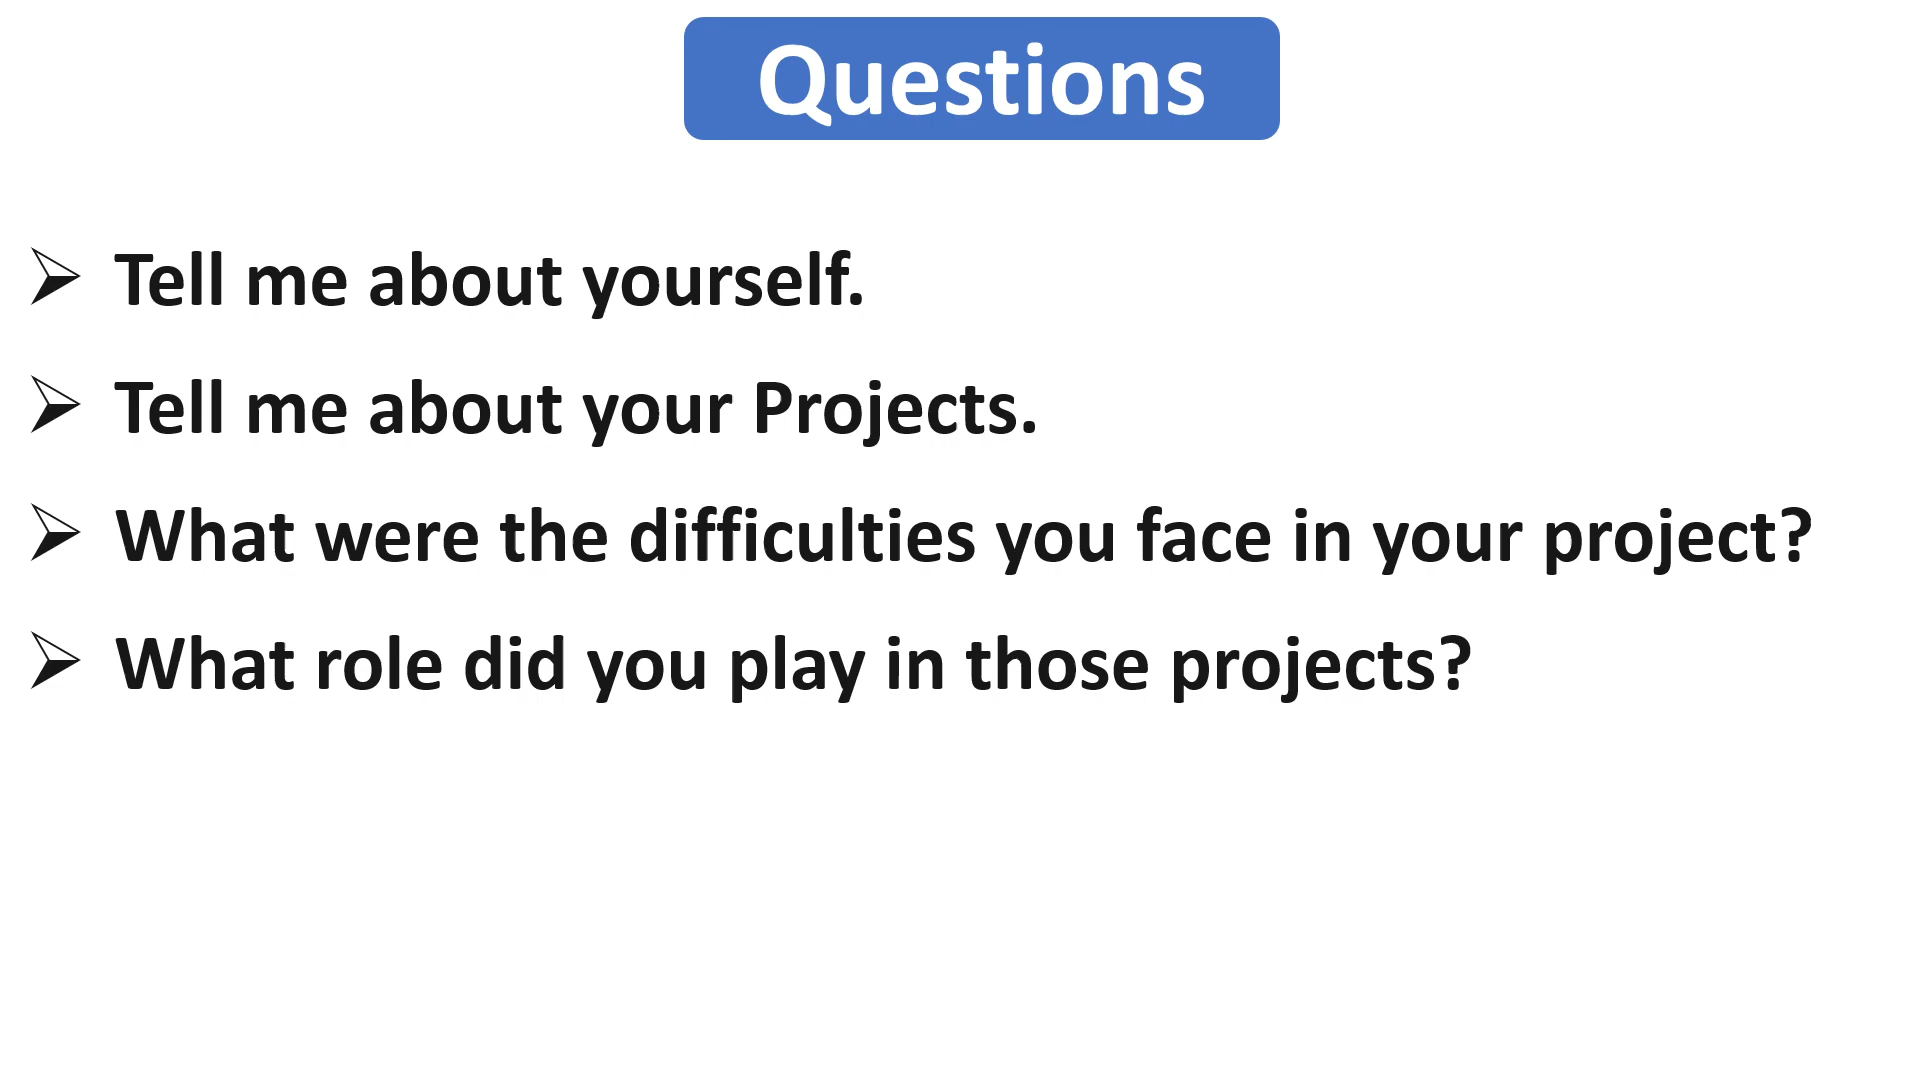 Questions
➢ Tell me about yourself.
➢ Tell me about your Projects.
➢ What were the difficulties you face in your project?
➢ What role did you play in those projects?